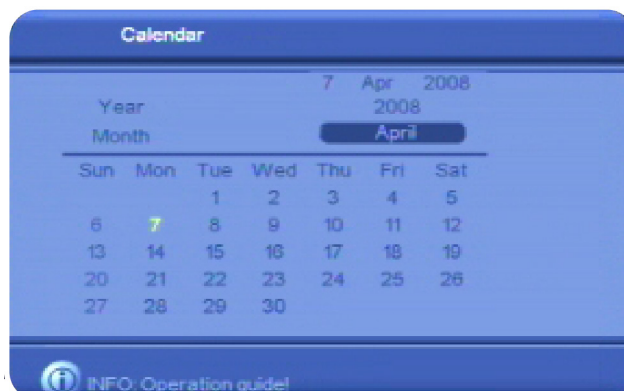 Calendar
7 Apr 2008
Year 2008
Month April
Sun Mon Tue Wed Thu Fri Sat
1 2 3 4 5
6 7 8 9 10 11 12
13 14 15 16 17 18 19
20 21 22 23 24 25 26
27 28 29 30
INFO: Operation guide!